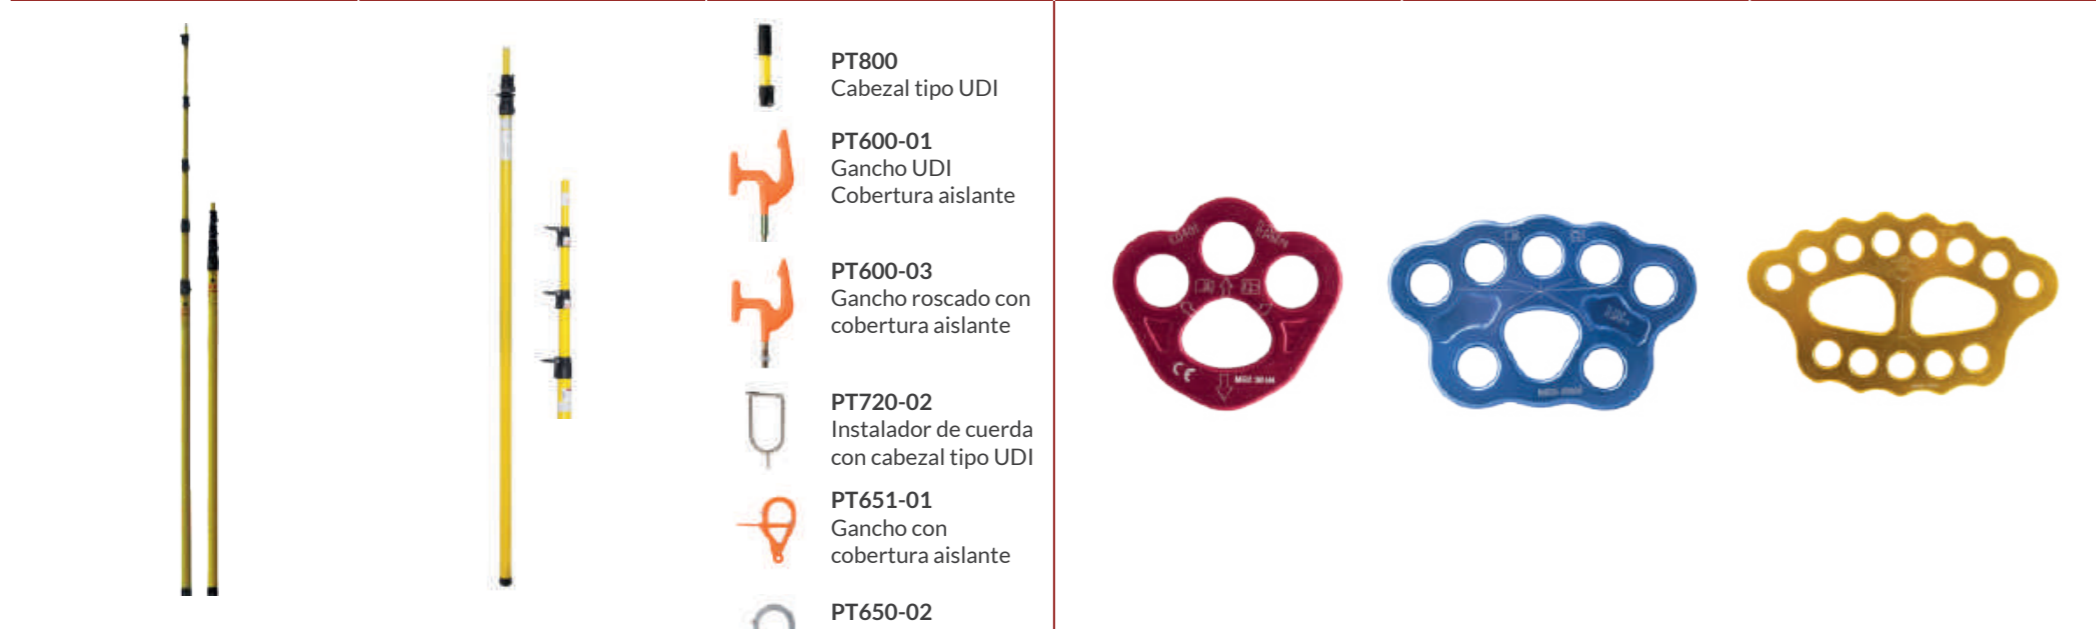 PT800
Cabezal tipo UDI
PT600-01
Gancho UDI
Cobertura aislante
PT600-03
Gancho roscado con
cobertura aislante
PT720-02
Instalador de cuerda
con cabezal tipo UDI
PT651-01
Gancho con
cobertura aislante
PT650-02
CE